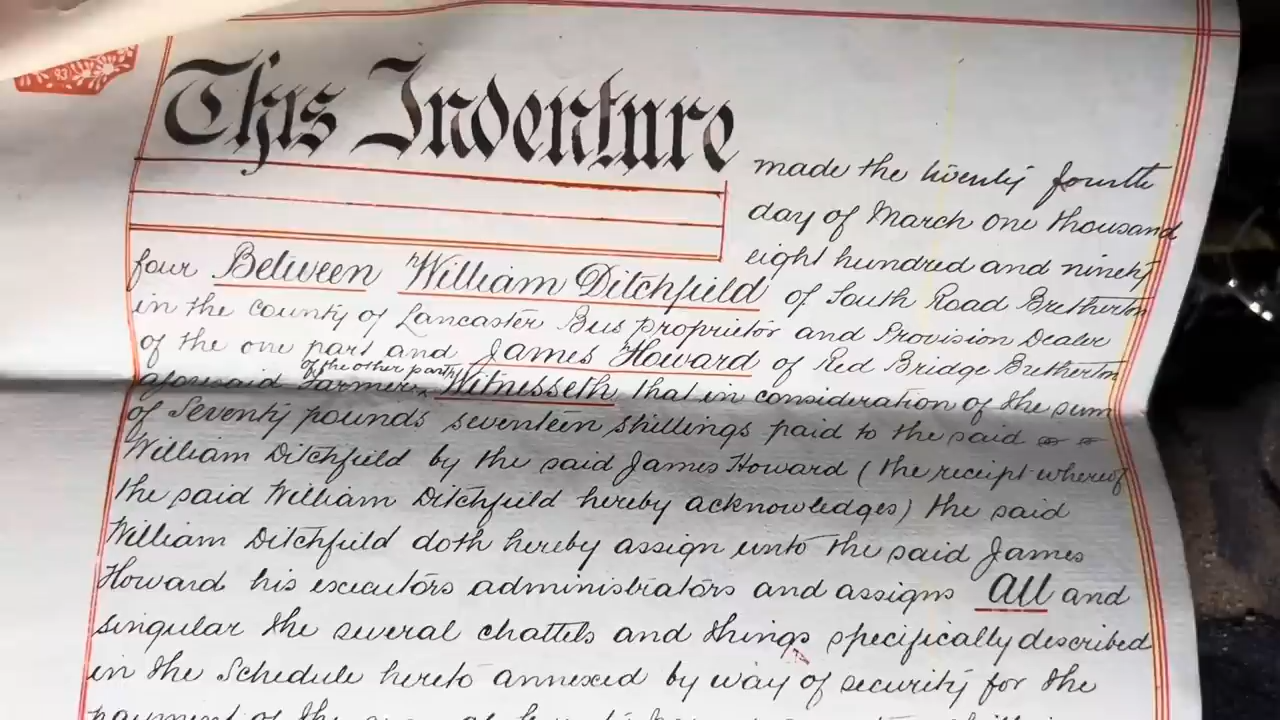 This Indenture made the twenty fourth
day of March one thousand
eight hundred and ninety
four Between William Ditchfield of South Road Bretherton
in the County of Lancaster Bus proprietor and Provision Dealer
of the one part and James Howard of Red Bridge Bretherton
of the other part
aforesaid Farmer Witnesseth that in consideration of the sum
of Seventy pounds seventeen shillings paid to the said
William Ditchfield by the said James Howard (the receipt whereof
the said William Ditchfield hereby acknowledges) the said
William Ditchfield doth hereby assign unto the said James
Howard his executors administrators and assigns All and
singular the several chattels and things specifically described
in the Schedule hereto annexed by way of security for the
payment of the sum of